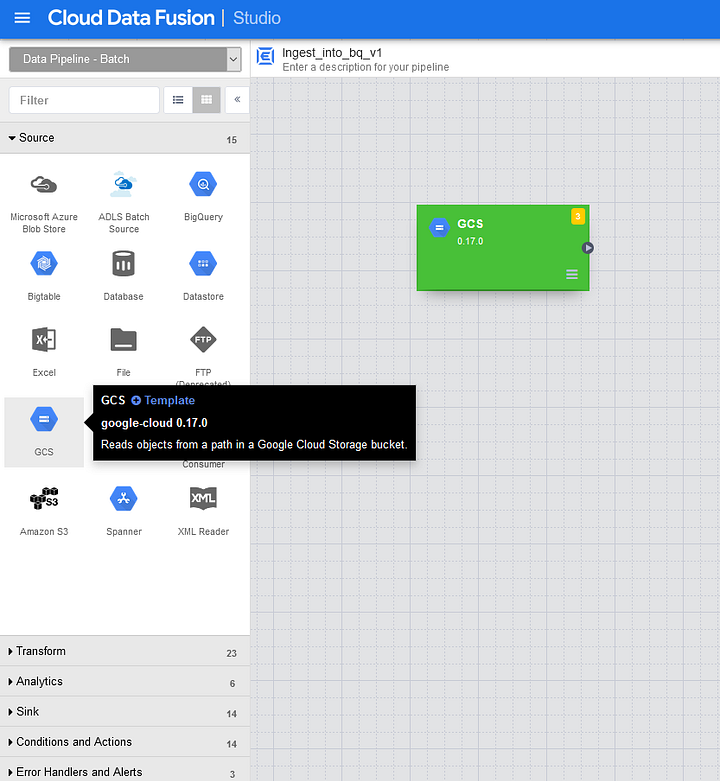 Cloud Data Fusion | Studio
Data Pipeline - Batch
Ingest_into_bq_v1
Enter a description for your pipeline
Filter
«
Source 15
Microsoft Azure
Blob Store
ADLS Batch
Source
BigQuery
Bigtable
Database
Datastore
Excel
File
FTP
FTP
(Deprecated)
GCS
GCS Template
google-cloud 0.17.0
Reads objects from a path in a Google Cloud Storage bucket.
Consumer
S3
Amazon S3
Spanner
XML
XML Reader
GCS
3
0.17.0
Transform 23
Analytics 6
Sink 14
Conditions and Actions 14
Error Handlers and Alerts 3